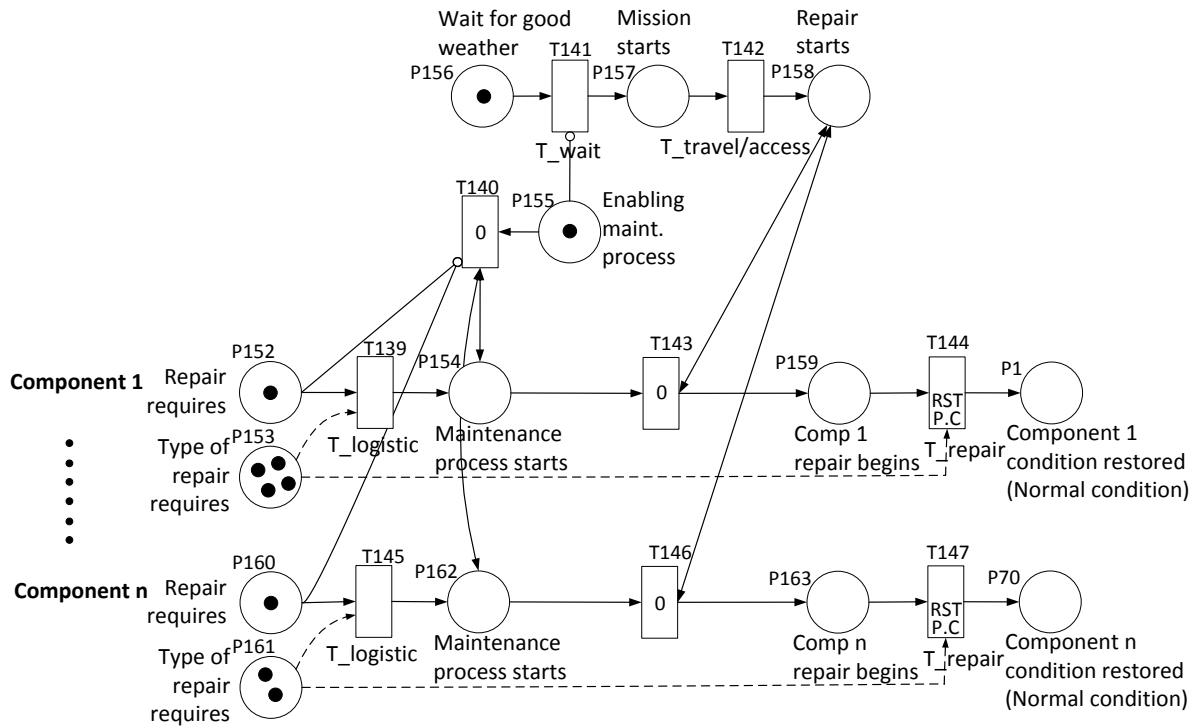 Wait for good
weather
Mission
starts
Repair
starts
T141
T142
P156
P157
P158
T_wait
T_travel/access
T140
P155
Enabling
maint.
process
0
P152
T139
P154
T143
P159
T144
P1
Component 1
Repair
requires
0
RST
P.C
Type of
repair
requires
P153
T_logistic
Maintenance
process starts
Comp 1
repair begins
T_repair
Component 1
condition restored
(Normal condition)
P160
T145
P162
T146
P163
T147
P70
Component n
Repair
requires
0
RST
P.C
Type of
repair
requires
P161
T_logistic
Maintenance
process starts
Comp n
repair begins
T_repair
Component n
condition restored
(Normal condition)